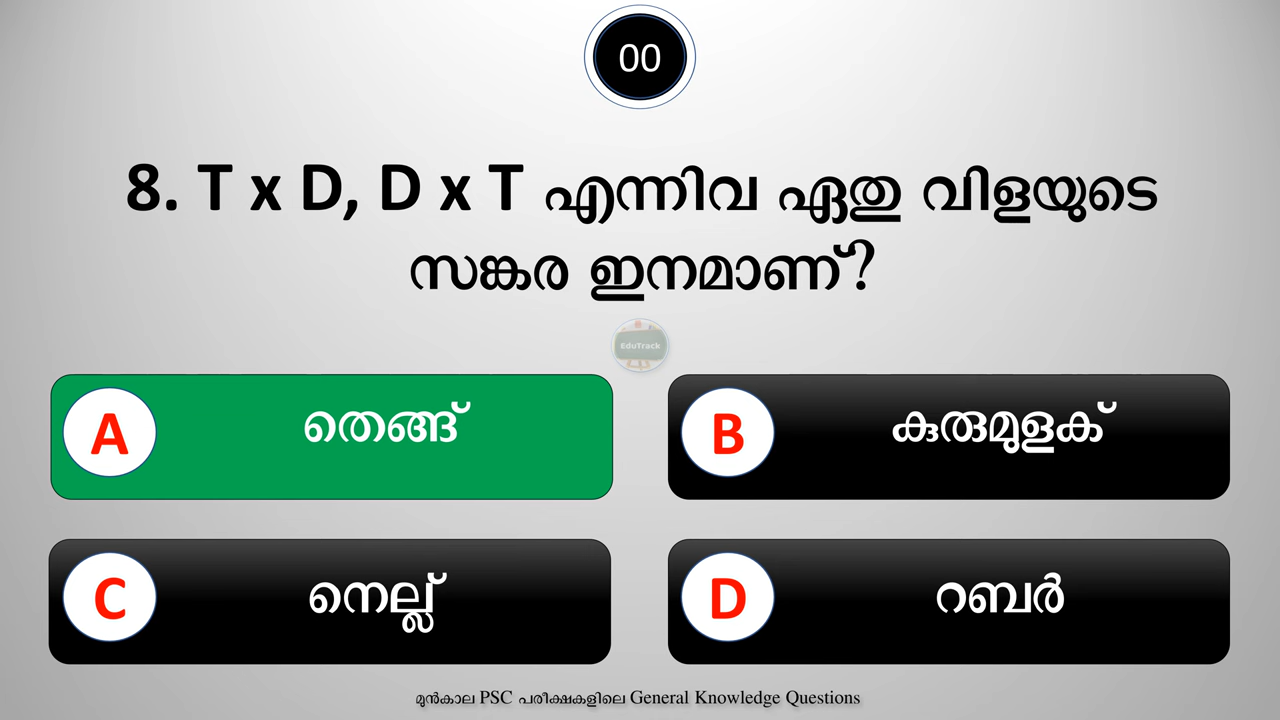 00
8. T x D, D x T എന്നിവ ഏതു വിളയുടെ
സങ്കര ഇനമാണ്?
EduTrack
A തെങ്ങ്
B കുരുമുളക്
C നെല്ല്
D റബർ
മുൻകാല PSC പരീക്ഷകളിലെ General Knowledge Questions